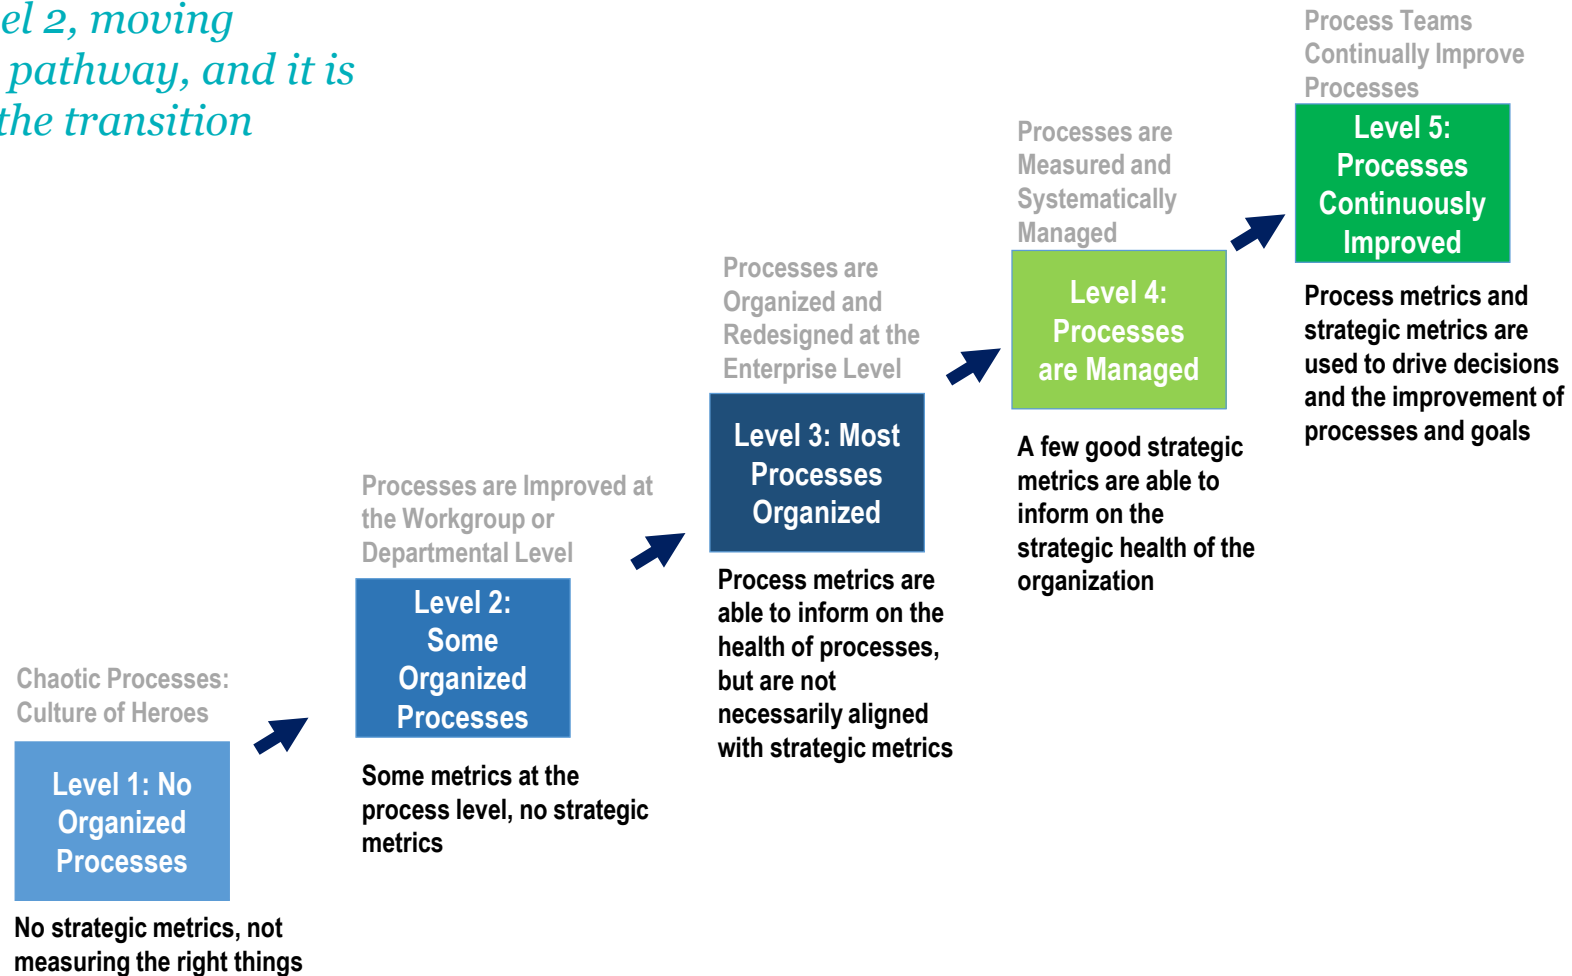 el 2, moving
pathway, and it is
the transition
Process Teams
Continually Improve
Processes
Level 5:
Processes
Continuously
Improved
Process metrics and
strategic metrics are
used to drive decisions
and the improvement of
processes and goals
Processes are
Measured and
Systematically
Managed
Level 4:
Processes
are Managed
A few good strategic
metrics are able to
inform on the
strategic health of the
organization
Processes are
Organized and
Redesigned at the
Enterprise Level
Level 3: Most
Processes
Organized
Process metrics are
able to inform on the
health of processes,
but are not
necessarily aligned
with strategic metrics
Processes are Improved at
the Workgroup or
Departmental Level
Level 2:
Some
Organized
Processes
Some metrics at the
process level, no strategic
metrics
Chaotic Processes:
Culture of Heroes
Level 1: No
Organized
Processes
No strategic metrics, not
measuring the right things